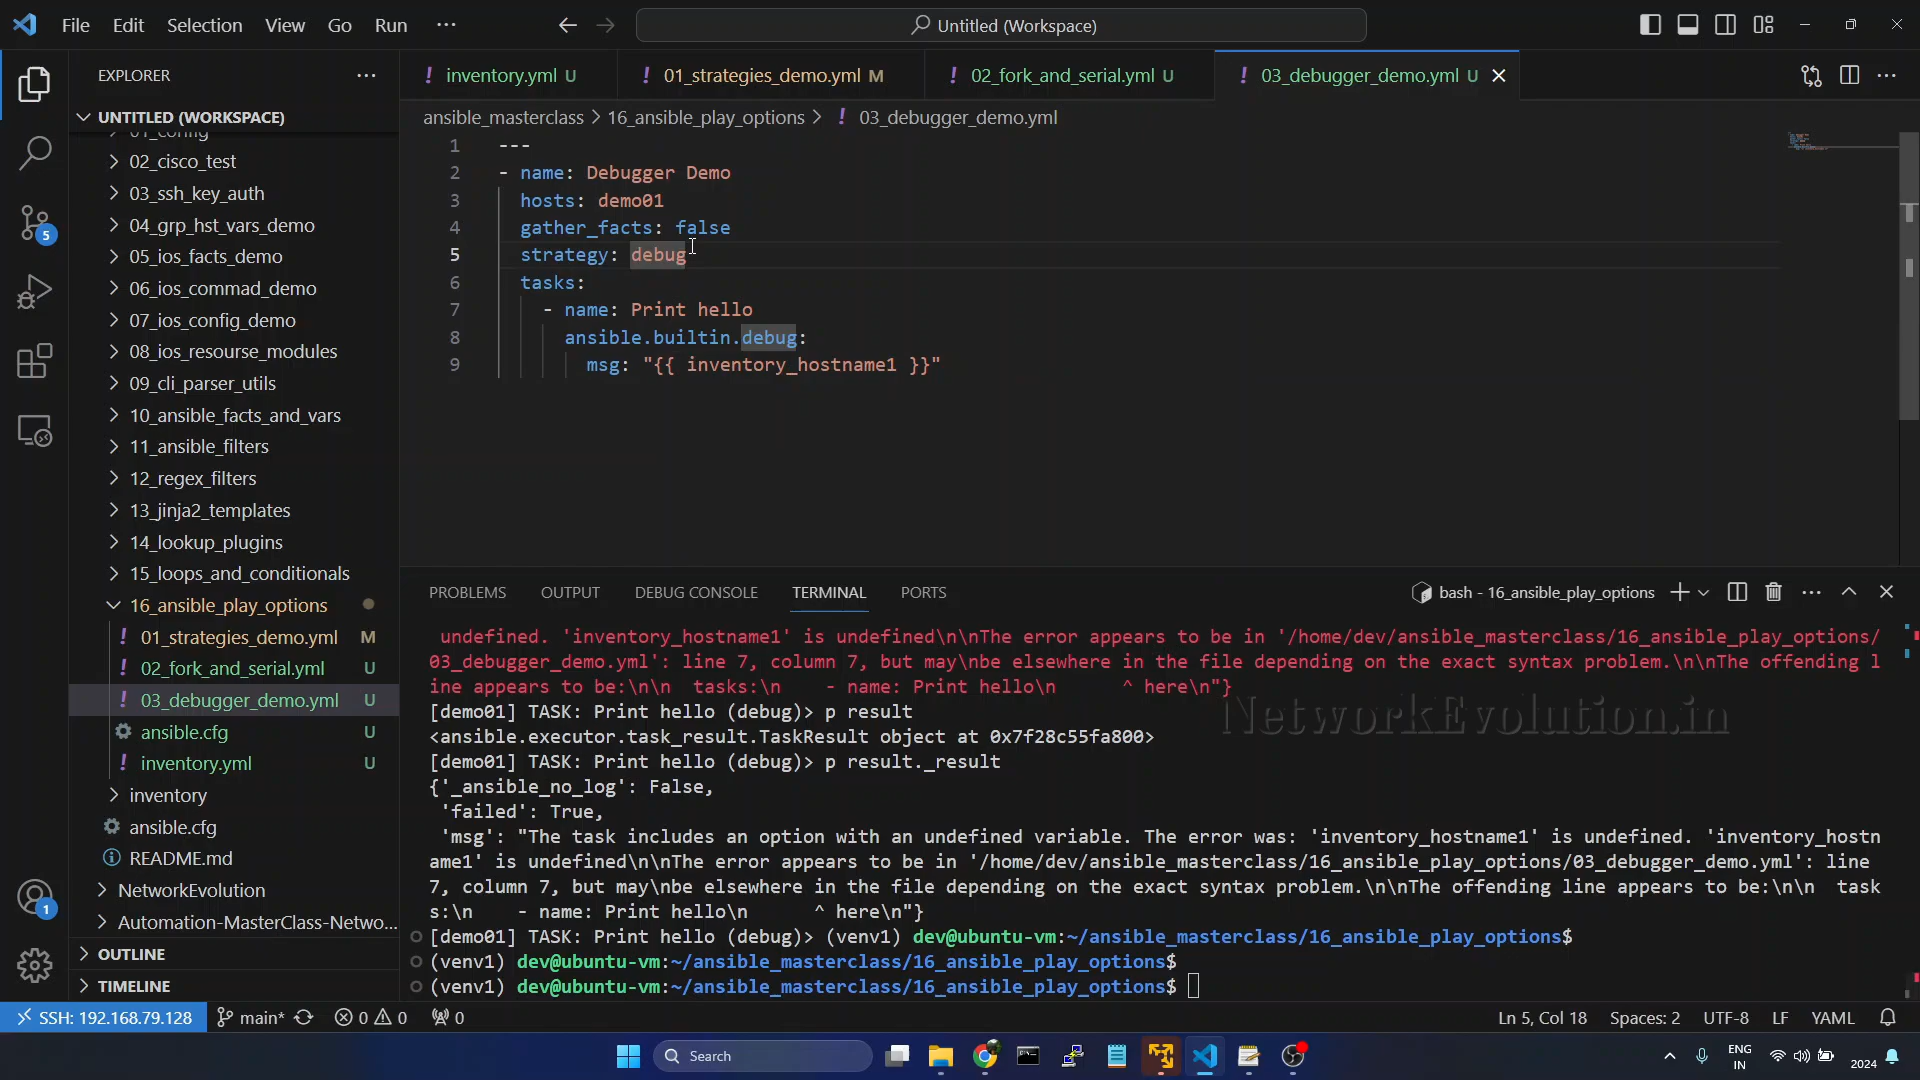 File Edit Selection View Go Run ···
Untitled (Workspace)
EXPLORER
UNTITLED (WORKSPACE)
01_config
02_cisco_test
03_ssh_key_auth
04_grp_hst_vars_demo
05_ios_facts_demo
06_ios_commad_demo
07_ios_config_demo
08_ios_resourse_modules
09_cli_parser_utils
10_ansible_facts_and_vars
11_ansible_filters
12_regex_filters
13_jinja2_templates
14_lookup_plugins
15_loops_and_conditionals
16_ansible_play_options
! 01_strategies_demo.yml M
! 02_fork_and_serial.yml U
! 03_debugger_demo.yml U
ansible.cfg U
! inventory.yml U
inventory
ansible.cfg
README.md
NetworkEvolution
Automation-MasterClass-Netwo...
OUTLINE
TIMELINE
5
1
! inventory.yml U ! 01_strategies_demo.yml M ! 02_fork_and_serial.yml U ! 03_debugger_demo.yml U
ansible_masterclass > 16_ansible_play_options > ! 03_debugger_demo.yml
1 ---
2 - name: Debugger Demo
3 hosts: demo01
4 gather_facts: false
5 strategy: debug
6 tasks:
7 - name: Print hello
8 ansible.builtin.debug:
9 msg: "{{ inventory_hostname1 }}"
PROBLEMS OUTPUT DEBUG CONSOLE TERMINAL PORTS
bash - 16_ansible_play_options
undefined. 'inventory_hostname1' is undefined\n\nThe error appears to be in '/home/dev/ansible_masterclass/16_ansible_play_options/
03_debugger_demo.yml': line 7, column 7, but may\nbe elsewhere in the file depending on the exact syntax problem.\n\nThe offending l
ine appears to be:\n\n  tasks:\n    - name: Print hello\n      ^ here\n"}
[demo01] TASK: Print hello (debug)> p result
<ansible.executor.task_result.TaskResult object at 0x7f28c55fa800>
[demo01] TASK: Print hello (debug)> p result._result
{'_ansible_no_log': False,
'failed': True,
'msg': "The task includes an option with an undefined variable. The error was: 'inventory_hostname1' is undefined. 'inventory_hostn
ame1' is undefined\n\nThe error appears to be in '/home/dev/ansible_masterclass/16_ansible_play_options/03_debugger_demo.yml': line
7, column 7, but may\nbe elsewhere in the file depending on the exact syntax problem.\n\nThe offending line appears to be:\n\n  task
s:\n    - name: Print hello\n      ^ here\n"}
[demo01] TASK: Print hello (debug)> (venv1) dev@ubuntu-vm:~/ansible_masterclass/16_ansible_play_options$
(venv1) dev@ubuntu-vm:~/ansible_masterclass/16_ansible_play_options$
(venv1) dev@ubuntu-vm:~/ansible_masterclass/16_ansible_play_options$
NetworkEvolution.in
SSH: 192.168.79.128 main* 0 0 0
Ln 5, Col 18 Spaces: 2 UTF-8 LF YAML
Search
ENG
IN
2024